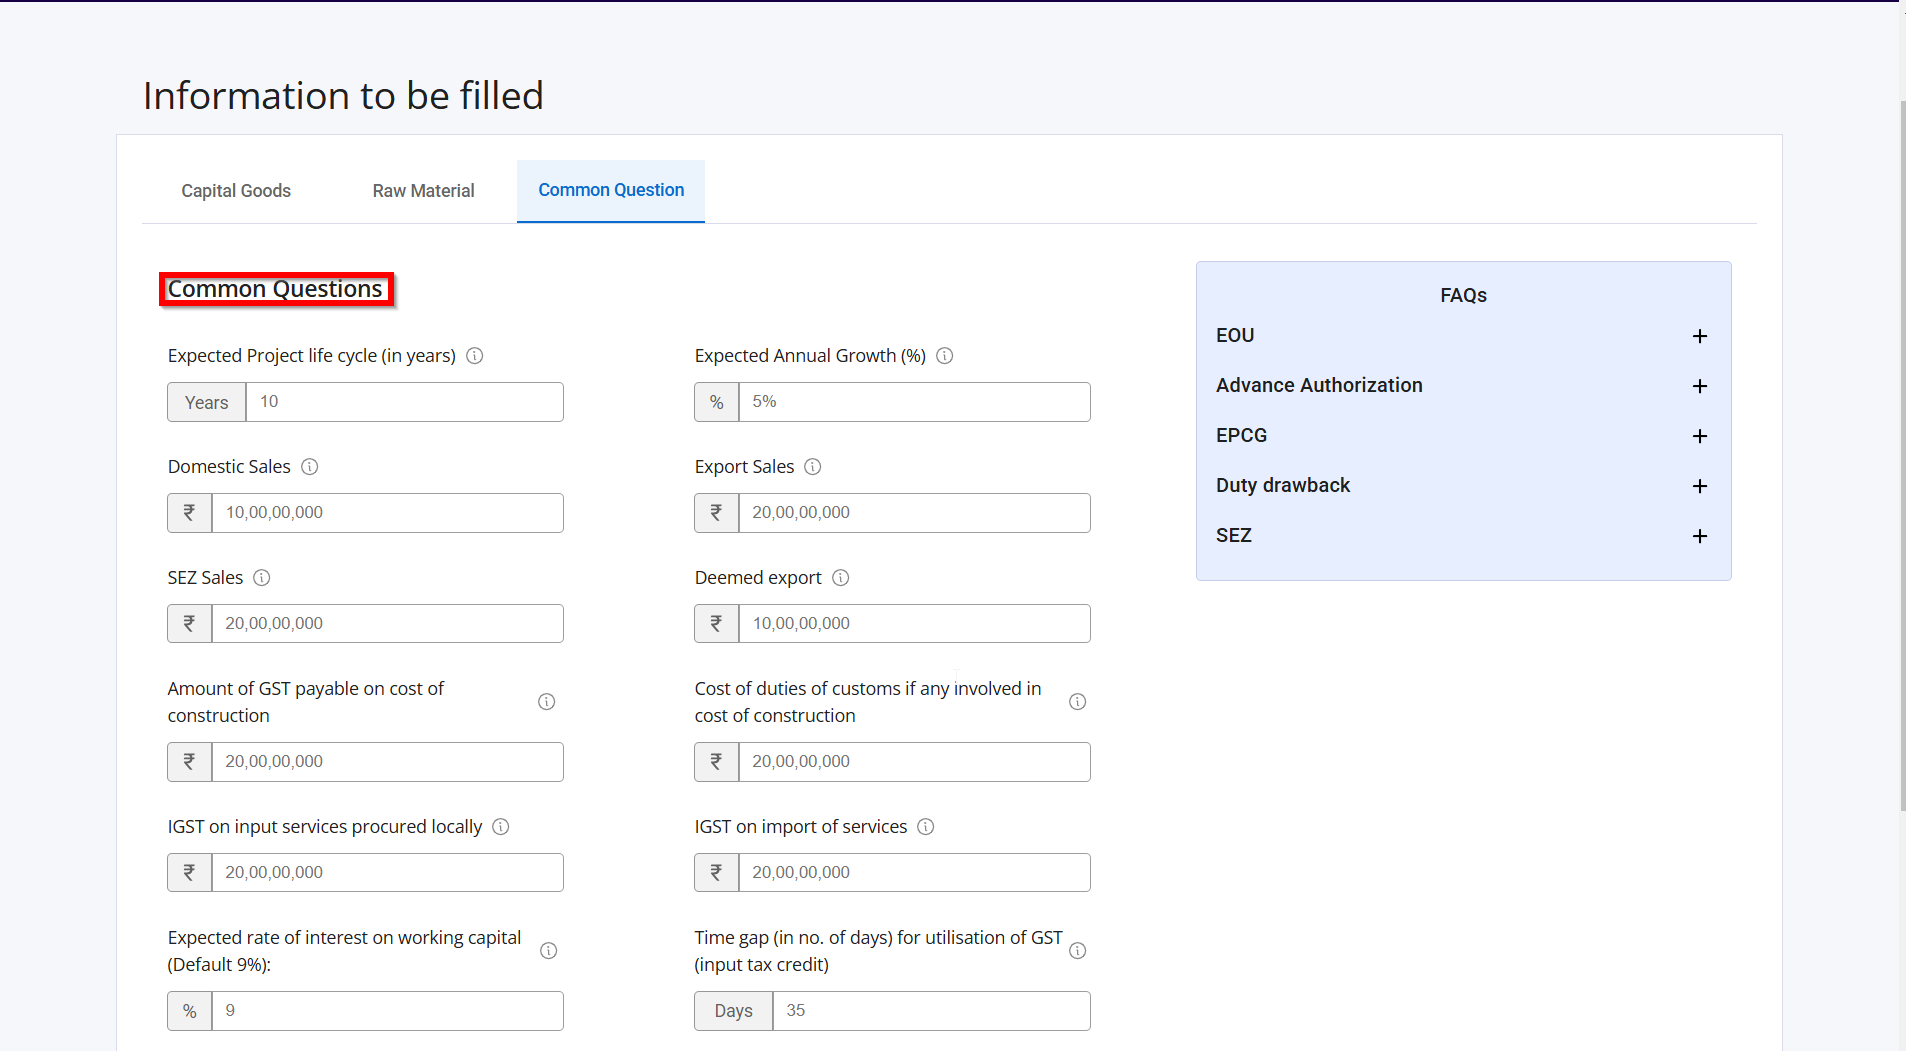 Information to be filled
Capital Goods
Raw Material
Common Question
Common Questions
Expected Project life cycle (in years)
Expected Annual Growth (%)
Years
10
%
5%
Domestic Sales
Export Sales
₹
10,00,00,000
₹
20,00,00,000
SEZ Sales
Deemed export
₹
20,00,00,000
₹
10,00,00,000
Amount of GST payable on cost of
construction
Cost of duties of customs if any involved in
cost of construction
₹
20,00,00,000
₹
20,00,00,000
IGST on input services procured locally
IGST on import of services
₹
20,00,00,000
₹
20,00,00,000
Expected rate of interest on working capital
(Default 9%):
Time gap (in no. of days) for utilisation of GST
(input tax credit)
%
9
Days
35
FAQs
EOU
Advance Authorization
EPCG
Duty drawback
SEZ